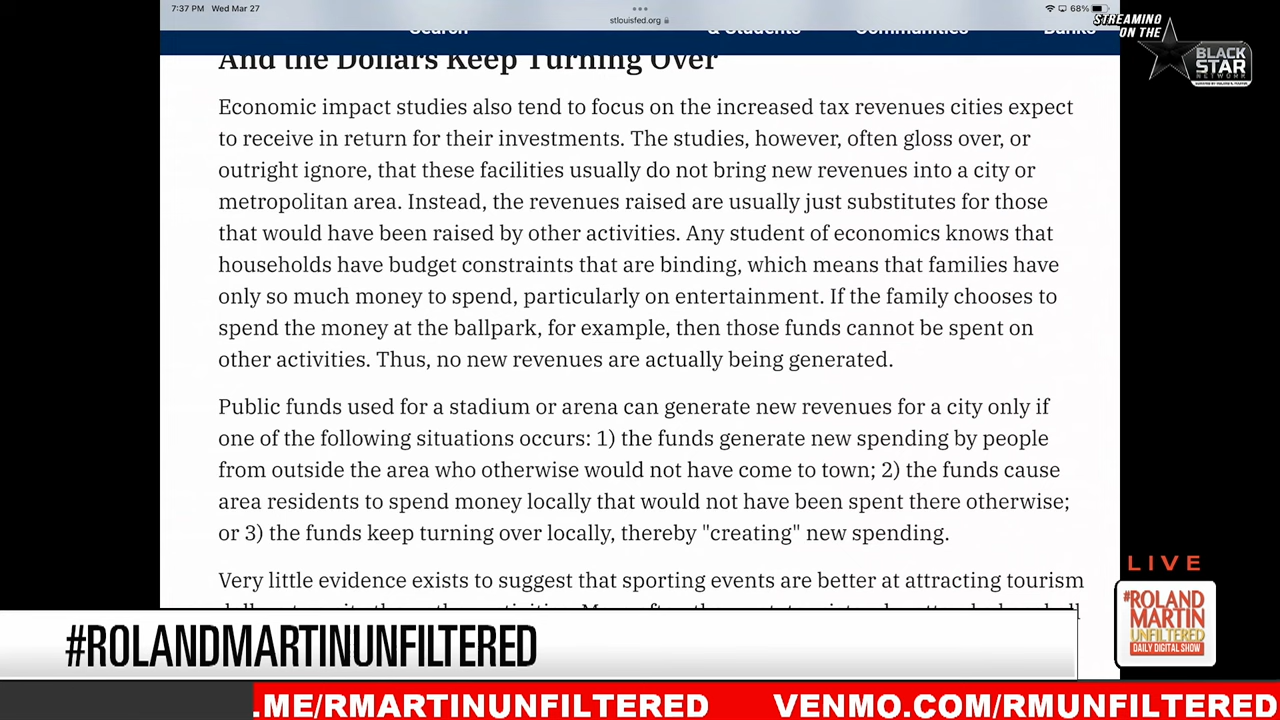 7:37 PM Wed Mar 27
68%
stlouisfed.org
STREAMING
ON THE
BLACK
STAR
NETWORK
Search & Students Communities Banks
And the Dollars Keep Turning Over
Economic impact studies also tend to focus on the increased tax revenues cities expect
to receive in return for their investments. The studies, however, often gloss over, or
outright ignore, that these facilities usually do not bring new revenues into a city or
metropolitan area. Instead, the revenues raised are usually just substitutes for those
that would have been raised by other activities. Any student of economics knows that
households have budget constraints that are binding, which means that families have
only so much money to spend, particularly on entertainment. If the family chooses to
spend the money at the ballpark, for example, then those funds cannot be spent on
other activities. Thus, no new revenues are actually being generated.
Public funds used for a stadium or arena can generate new revenues for a city only if
one of the following situations occurs: 1) the funds generate new spending by people
from outside the area who otherwise would not have come to town; 2) the funds cause
area residents to spend money locally that would not have been spent there otherwise;
or 3) the funds keep turning over locally, thereby "creating" new spending.
Very little evidence exists to suggest that sporting events are better at attracting tourism
LIVE
#ROLAND
MARTIN
UNFILTERED
DAILY DIGITAL SHOW
#ROLANDMARTINUNFILTERED
.ME/RMARTINUNFILTERED VENMO.COM/RMUNFILTERED